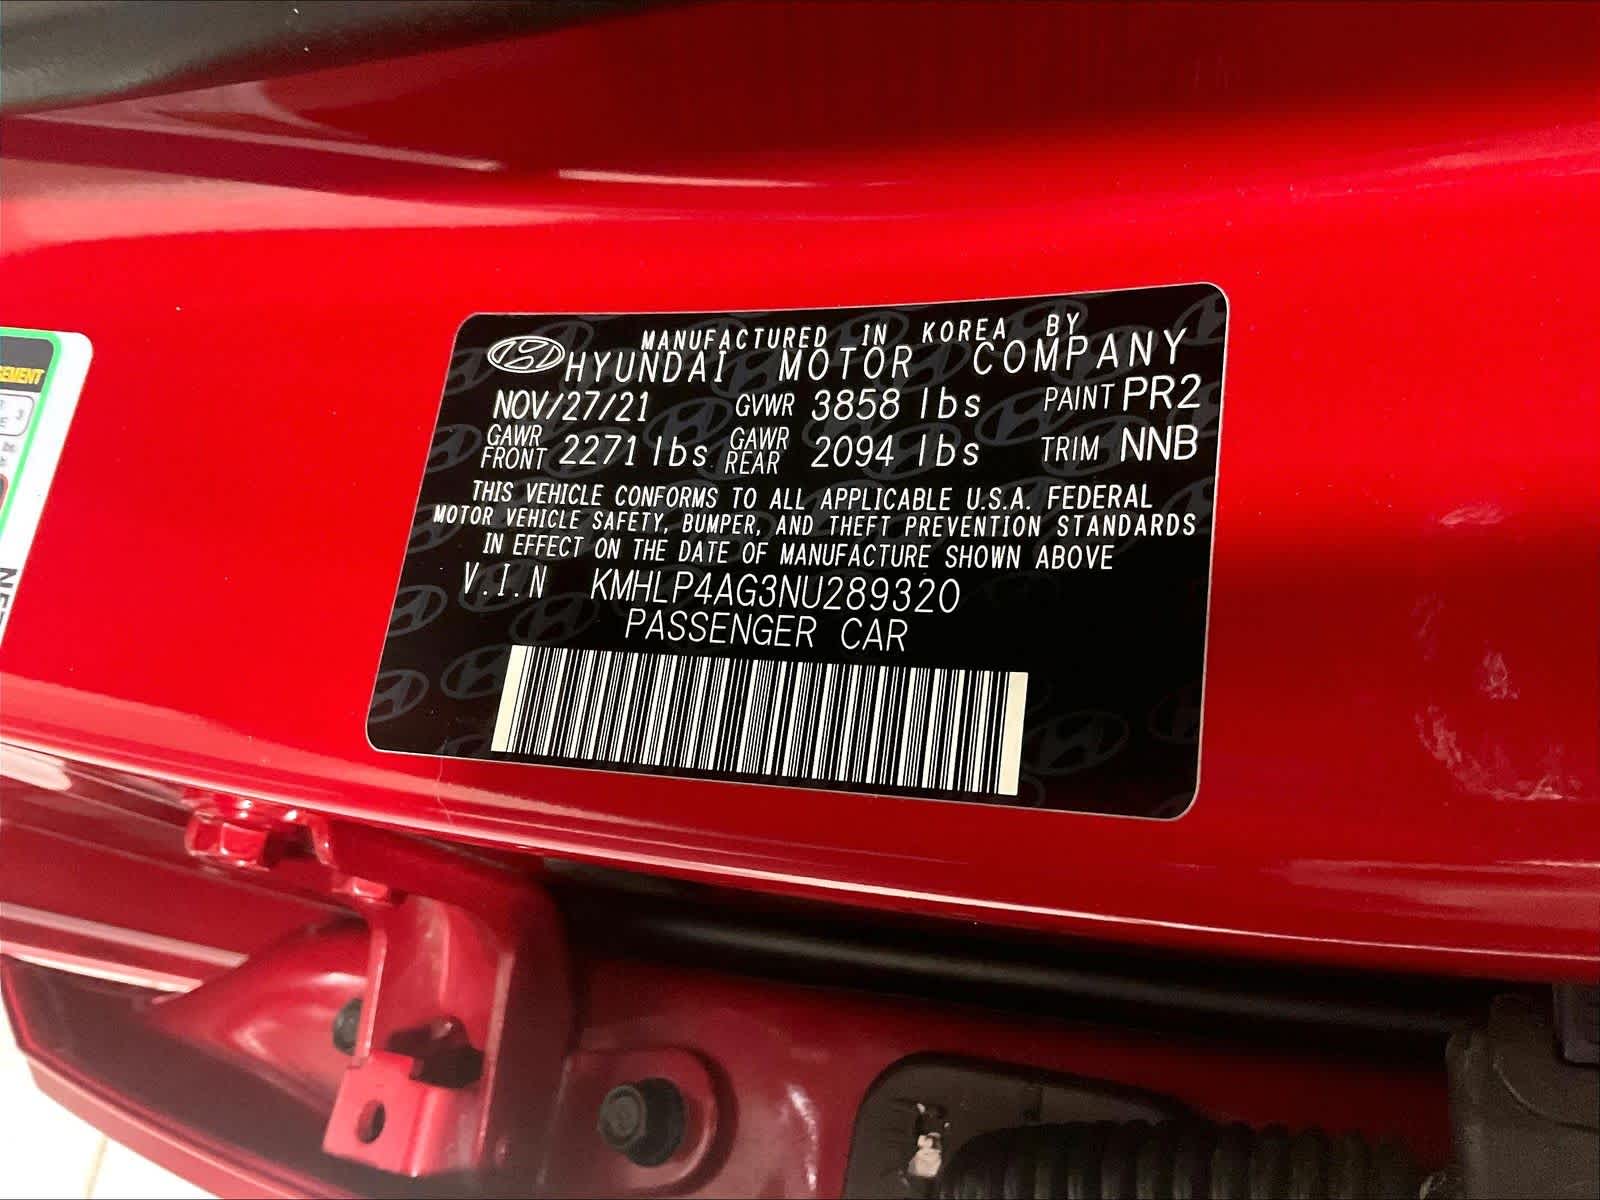 MANUFACTURED IN KOREA BY
HYUNDAI MOTOR COMPANY
NOV/27/21 GVWR 3858 lbs PAINT PR2
GAWR FRONT 2271 lbs GAWR REAR 2094 lbs TRIM NNB
THIS VEHICLE CONFORMS TO ALL APPLICABLE U.S.A. FEDERAL
MOTOR VEHICLE SAFETY, BUMPER, AND THEFT PREVENTION STANDARDS
IN EFFECT ON THE DATE OF MANUFACTURE SHOWN ABOVE
V.I.N KMHLP4AG3NU289320
PASSENGER CAR